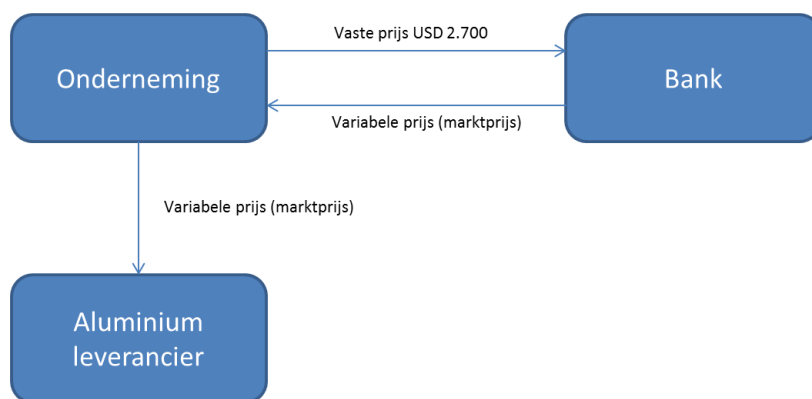 Vaste prijs USD 2.700
Onderneming
Bank
Variabele prijs (marktprijs)
Variabele prijs (marktprijs)
Aluminium
leverancier